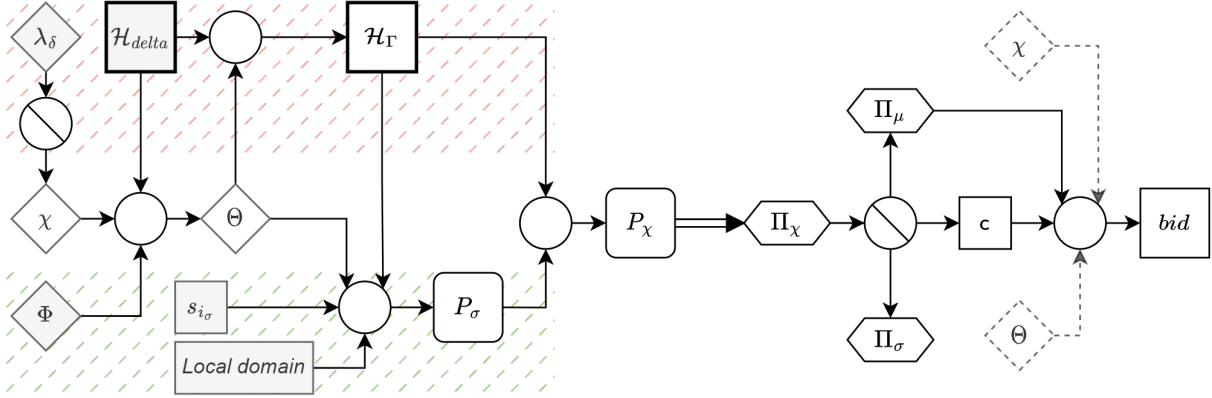 λ_δ
ℋ_delta
ℋ_Γ
χ
Π_μ
χ
Θ
P_χ
Π_χ
c
bid
Φ
s_{i_σ}
P_σ
Θ
Π_σ
Local domain